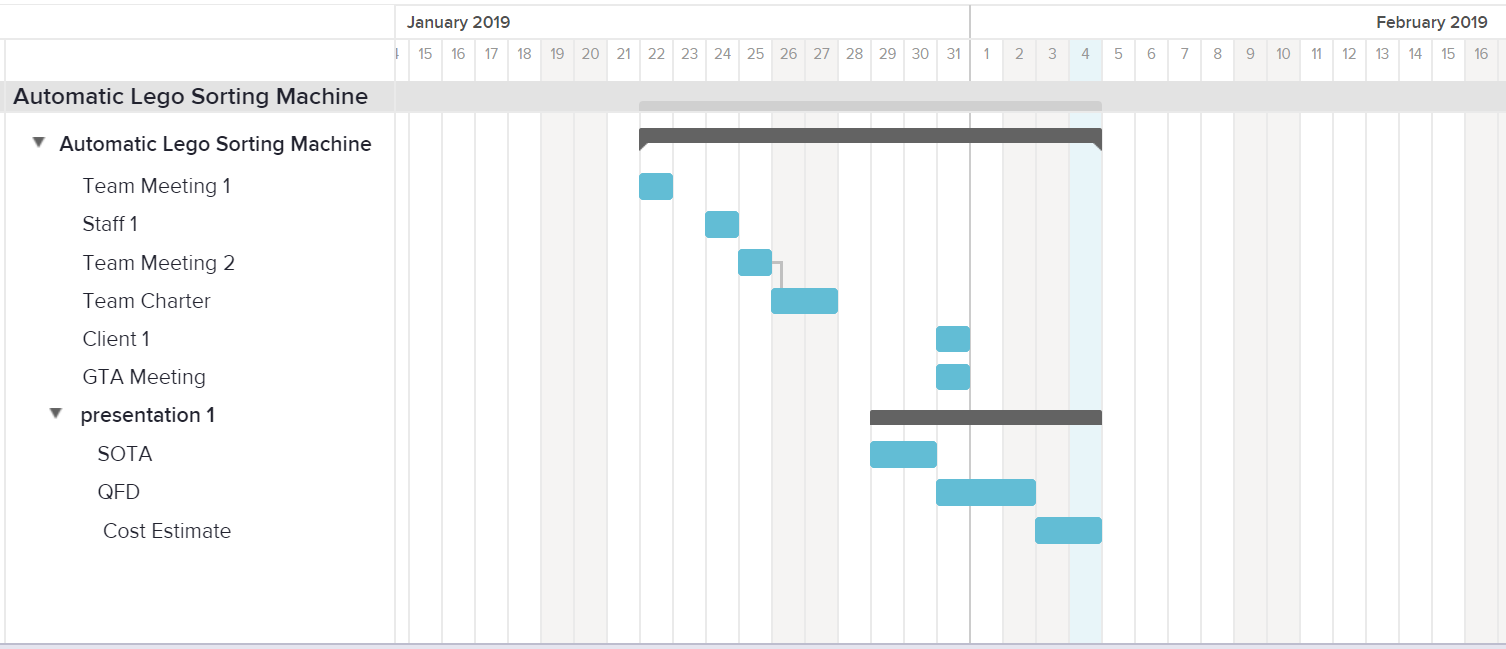 January 2019 February 2019
15 16 17 18 19 20 21 22 23 24 25 26 27 28 29 30 31 1 2 3 4 5 6 7 8 9 10 11 12 13 14 15 16
Automatic Lego Sorting Machine
Automatic Lego Sorting Machine
Team Meeting 1
Staff 1
Team Meeting 2
Team Charter
Client 1
GTA Meeting
presentation 1
SOTA
QFD
Cost Estimate